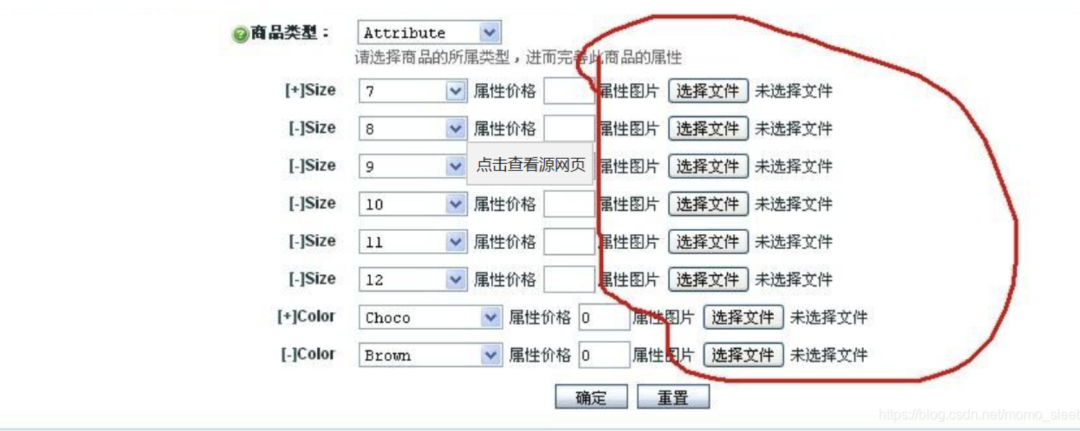 商品类型： Attribute
请选择商品的所属类型，进而完善此商品的属性
[+]Size 7 属性价格 属性图片 选择文件 未选择文件
[-]Size 8 属性价格 属性图片 选择文件 未选择文件
[-]Size 9 点击查看源网页 属性图片 选择文件 未选择文件
[-]Size 10 属性价格 属性图片 选择文件 未选择文件
[-]Size 11 属性价格 属性图片 选择文件 未选择文件
[-]Size 12 属性价格 属性图片 选择文件 未选择文件
[+]Color Choco 属性价格 0 属性图片 选择文件 未选择文件
[-]Color Brown 属性价格 0 属性图片 选择文件 未选择文件
确定 重置
https://blog.csdn.net/momo_sleet